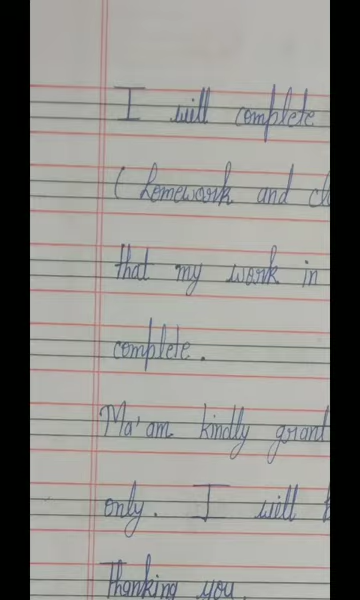 I will complete
( Homework and
that my work in
complete.
Ma'am kindly grant
only. I will
Thanking you.